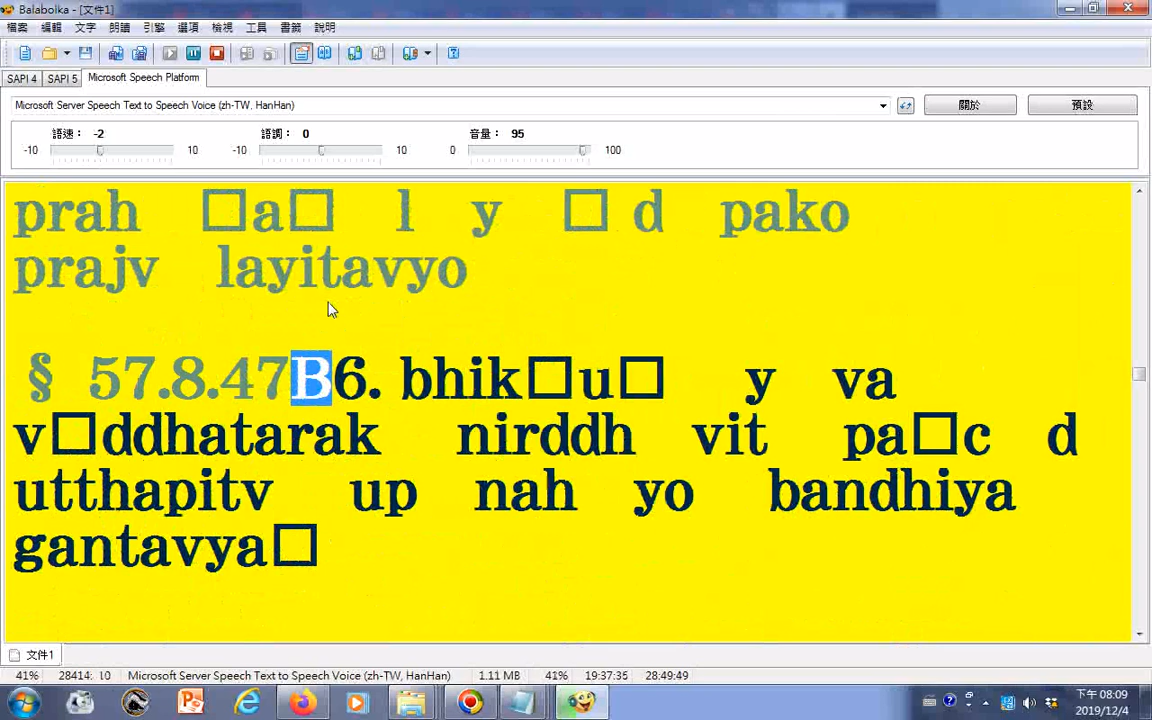 Balabolka - [文件1]
檔案 編輯 文字 朗讀 引擎 選項 檢視 工具 書籤 說明
SAPI 4 SAPI 5 Microsoft Speech Platform
Microsoft Server Speech Text to Speech Voice (zh-TW, HanHan) 關於 預設
語速： -2 語調： 0 音量： 95
-10 10 -10 10 0 100
prah □a□ l y □ d pako
prajv layitavyo
§ 57.8.47B6. bhik□u□ y va
v□ddhatarak nirddh vit pa□c d
utthapitv up nah yo bandhiya
gantavya□
文件1
41% 28414: 10 Microsoft Server Speech Text to Speech Voice (zh-TW, HanHan) 1.11 MB 41% 19:37:35 28:49:49
下午 08:09
2019/12/4